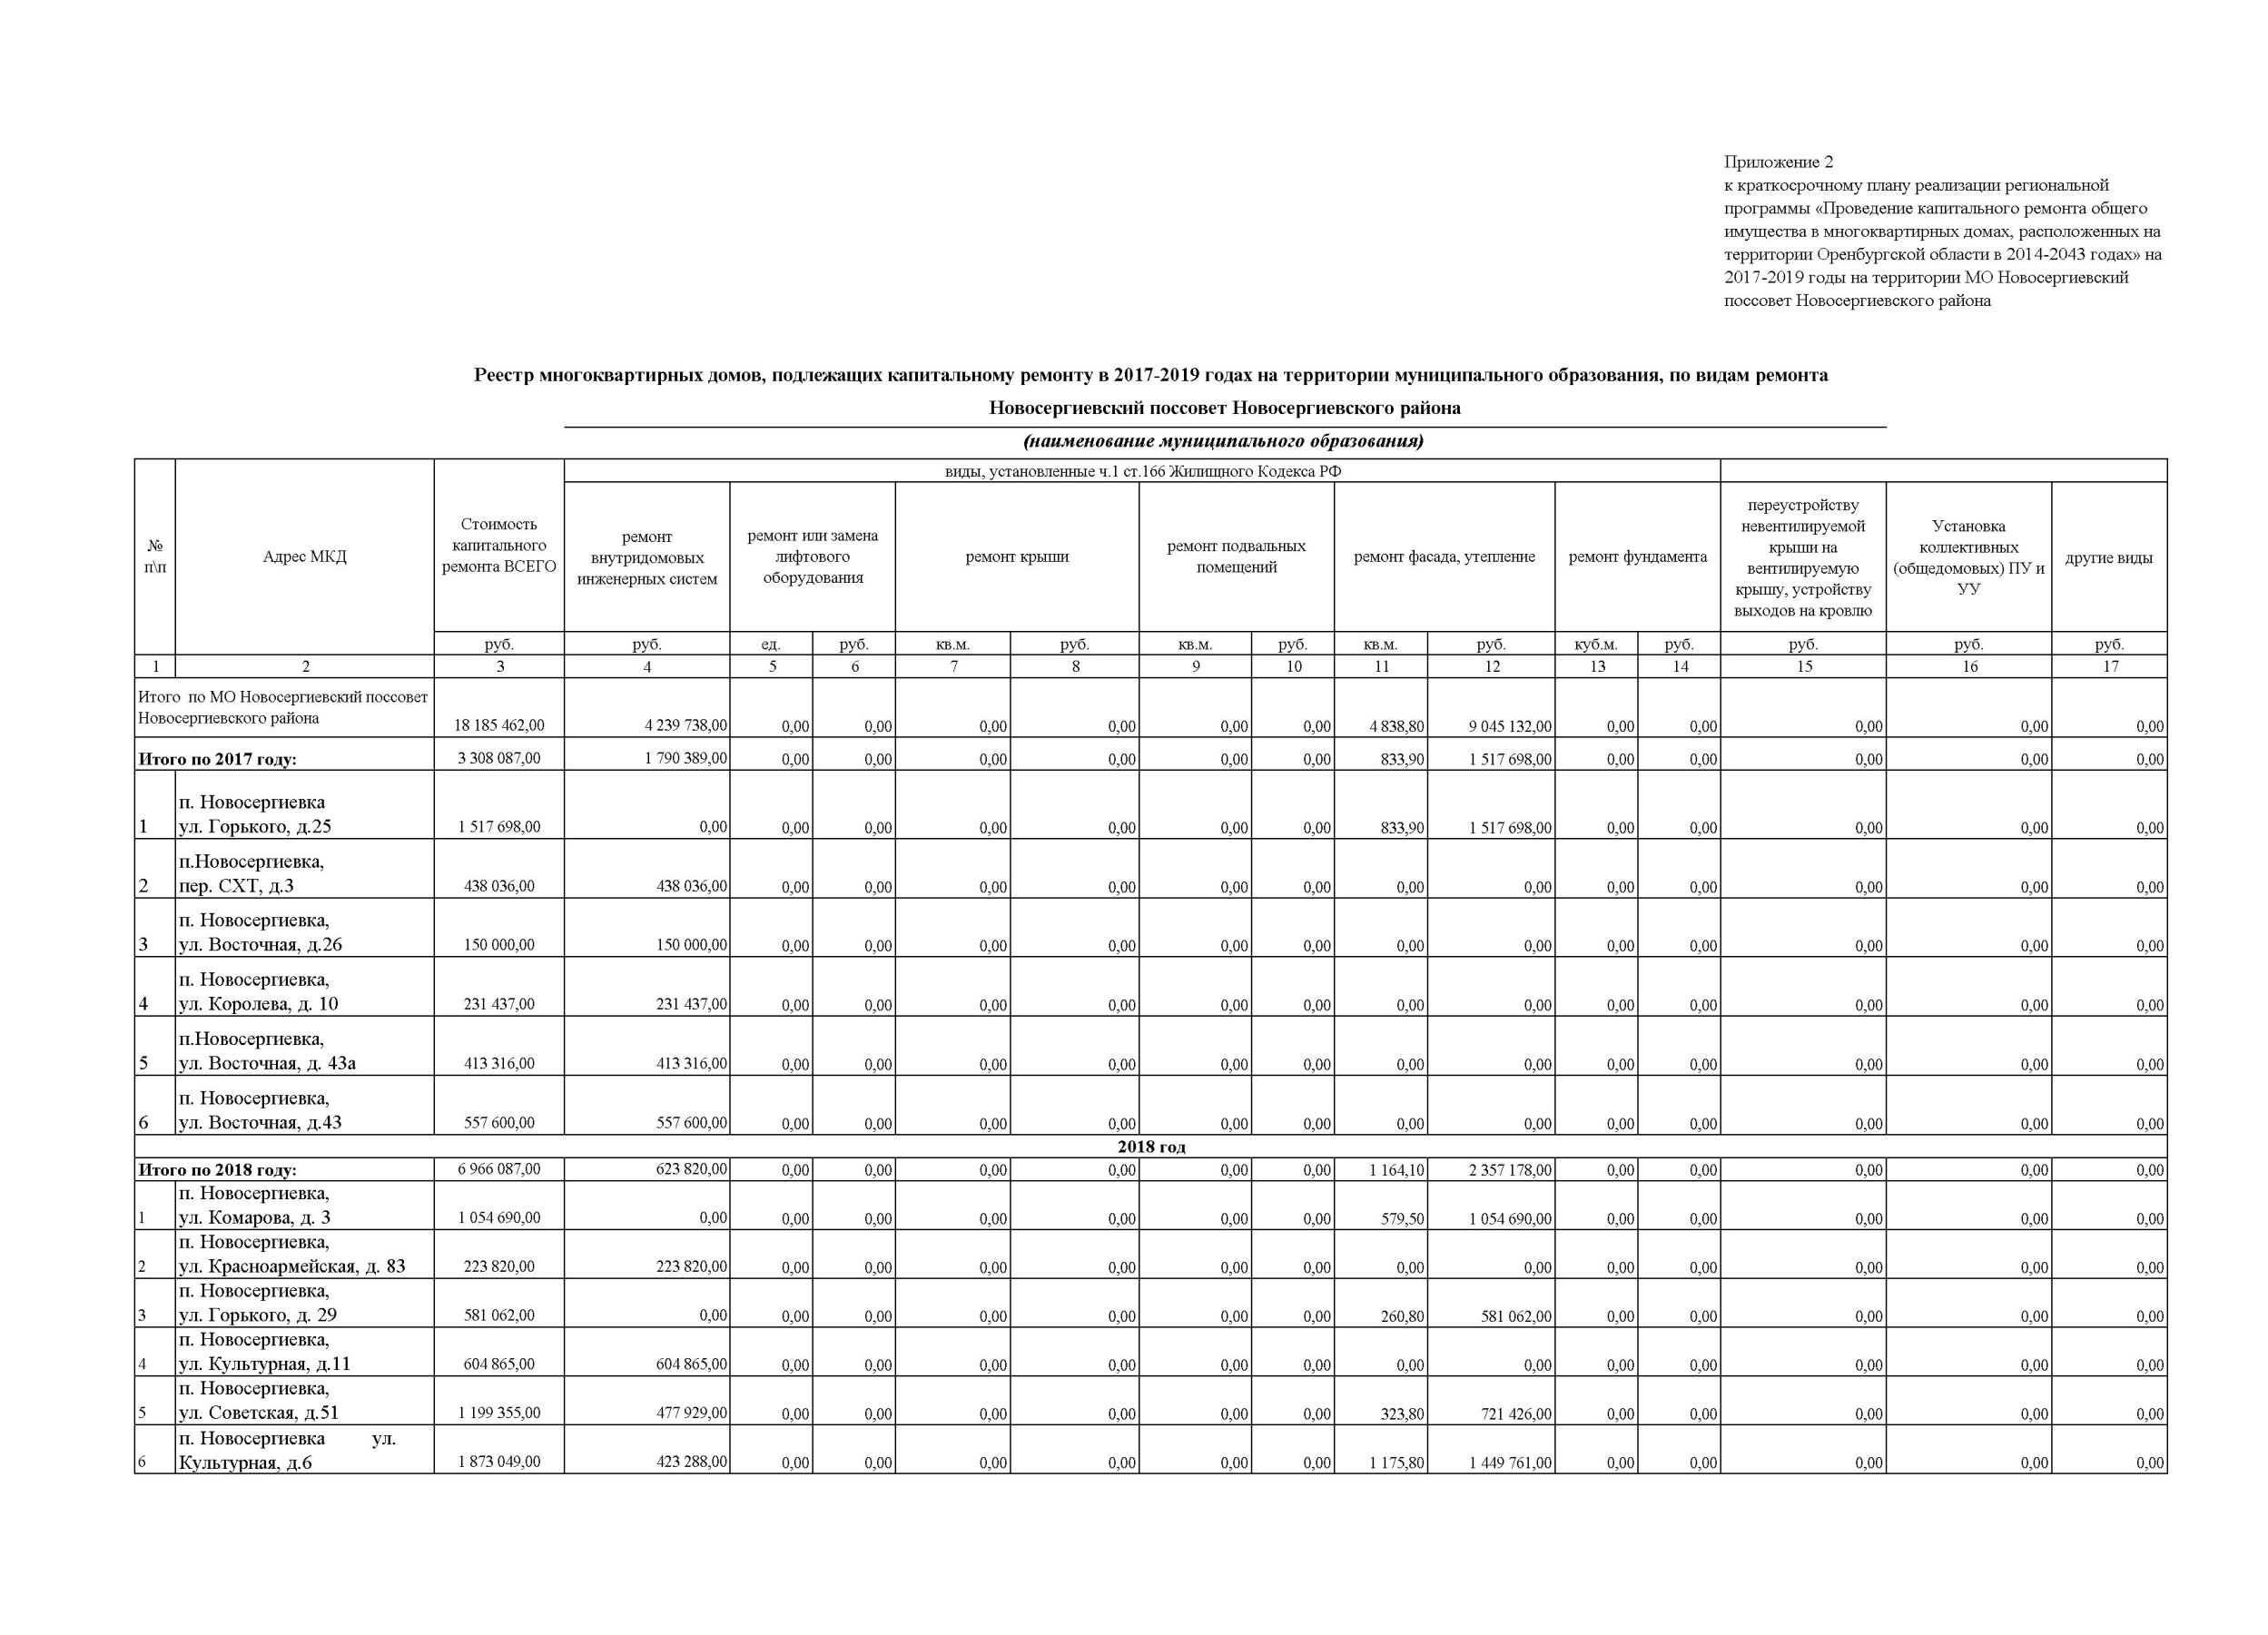 Приложение 2
к краткосрочному плану реализации региональной
программы «Проведение капитального ремонта общего
имущества в многоквартирных домах, расположенных на
территории Оренбургской области в 2014-2043 годах» на
2017-2019 годы на территории МО Новосергиевский
поссовет Новосергиевского района
Реестр многоквартирных домов, подлежащих капитальному ремонту в 2017-2019 годах на территории муниципального образования, по видам ремонта
Новосергиевский поссовет Новосергиевского района
(наименование муниципального образования)
№
п\п
Адрес МКД
Стоимость
капитального
ремонта ВСЕГО
виды, установленные ч.1 ст.166 Жилищного Кодекса РФ
ремонт
внутридомовых
инженерных систем
ремонт или замена
лифтового
оборудования
ремонт крыши
ремонт подвальных
помещений
ремонт фасада, утепление
ремонт фундамента
переустройству
невентилируемой
крыши на
вентилируемую
крышу, устройству
выходов на кровлю
Установка
коллективных
(общедомовых) ПУ и
УУ
другие виды
руб. руб. ед. руб. кв.м. руб. кв.м. руб. кв.м. руб. куб.м. руб. руб. руб. руб.
1 2 3 4 5 6 7 8 9 10 11 12 13 14 15 16 17
Итого по МО Новосергиевский поссовет
Новосергиевского района
18 185 462,00 4 239 738,00 0,00 0,00 0,00 0,00 0,00 0,00 4 838,80 9 045 132,00 0,00 0,00 0,00 0,00 0,00
Итого по 2017 году: 3 308 087,00 1 790 389,00 0,00 0,00 0,00 0,00 0,00 0,00 833,90 1 517 698,00 0,00 0,00 0,00 0,00 0,00
п. Новосергиевка
1 ул. Горького, д.25 1 517 698,00 0,00 0,00 0,00 0,00 0,00 0,00 0,00 833,90 1 517 698,00 0,00 0,00 0,00 0,00 0,00
п.Новосергиевка,
2 пер. СХТ, д.3 438 036,00 438 036,00 0,00 0,00 0,00 0,00 0,00 0,00 0,00 0,00 0,00 0,00 0,00 0,00 0,00
п. Новосергиевка,
3 ул. Восточная, д.26 150 000,00 150 000,00 0,00 0,00 0,00 0,00 0,00 0,00 0,00 0,00 0,00 0,00 0,00 0,00 0,00
п. Новосергиевка,
4 ул. Королева, д. 10 231 437,00 231 437,00 0,00 0,00 0,00 0,00 0,00 0,00 0,00 0,00 0,00 0,00 0,00 0,00 0,00
п.Новосергиевка,
5 ул. Восточная, д. 43а 413 316,00 413 316,00 0,00 0,00 0,00 0,00 0,00 0,00 0,00 0,00 0,00 0,00 0,00 0,00 0,00
п. Новосергиевка,
6 ул. Восточная, д.43 557 600,00 557 600,00 0,00 0,00 0,00 0,00 0,00 0,00 0,00 0,00 0,00 0,00 0,00 0,00 0,00
2018 год
Итого по 2018 году: 6 966 087,00 623 820,00 0,00 0,00 0,00 0,00 0,00 0,00 1 164,10 2 357 178,00 0,00 0,00 0,00 0,00 0,00
п. Новосергиевка,
1 ул. Комарова, д. 3 1 054 690,00 0,00 0,00 0,00 0,00 0,00 0,00 0,00 579,50 1 054 690,00 0,00 0,00 0,00 0,00 0,00
п. Новосергиевка,
2 ул. Красноармейская, д. 83 223 820,00 223 820,00 0,00 0,00 0,00 0,00 0,00 0,00 0,00 0,00 0,00 0,00 0,00 0,00 0,00
п. Новосергиевка,
3 ул. Горького, д. 29 581 062,00 0,00 0,00 0,00 0,00 0,00 0,00 0,00 260,80 581 062,00 0,00 0,00 0,00 0,00 0,00
п. Новосергиевка,
4 ул. Культурная, д.11 604 865,00 604 865,00 0,00 0,00 0,00 0,00 0,00 0,00 0,00 0,00 0,00 0,00 0,00 0,00 0,00
п. Новосергиевка,
5 ул. Советская, д.51 1 199 355,00 477 929,00 0,00 0,00 0,00 0,00 0,00 0,00 323,80 721 426,00 0,00 0,00 0,00 0,00 0,00
п. Новосергиевка ул.
6 Культурная, д.6 1 873 049,00 423 288,00 0,00 0,00 0,00 0,00 0,00 0,00 1 175,80 1 449 761,00 0,00 0,00 0,00 0,00 0,00